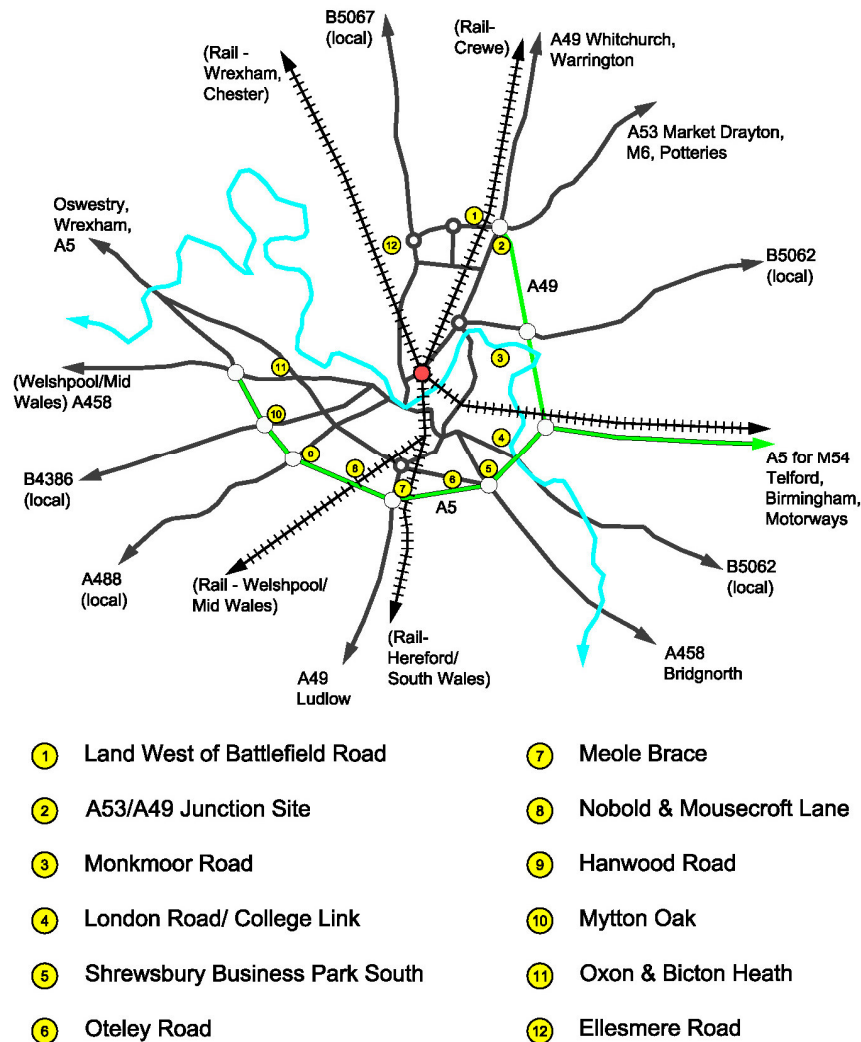 B5067
(local)
(Rail-
Crewe)
A49 Whitchurch,
Warrington
(Rail -
Wrexham,
Chester)
A53 Market Drayton,
M6, Potteries
Oswestry,
Wrexham,
A5
1
12
2
B5062
(local)
A49
3
(Welshpool/Mid
Wales) A458
11
10
4
9
8
5
6
7
A5
B4386
(local)
A5 for M54
Telford,
Birmingham,
Motorways
A488
(local)
(Rail - Welshpool/
Mid Wales)
B5062
(local)
(Rail-
Hereford/
South Wales)
A458
Bridgnorth
A49
Ludlow
1 Land West of Battlefield Road
2 A53/A49 Junction Site
3 Monkmoor Road
4 London Road/ College Link
5 Shrewsbury Business Park South
6 Oteley Road
7 Meole Brace
8 Nobold & Mousecroft Lane
9 Hanwood Road
10 Mytton Oak
11 Oxon & Bicton Heath
12 Ellesmere Road